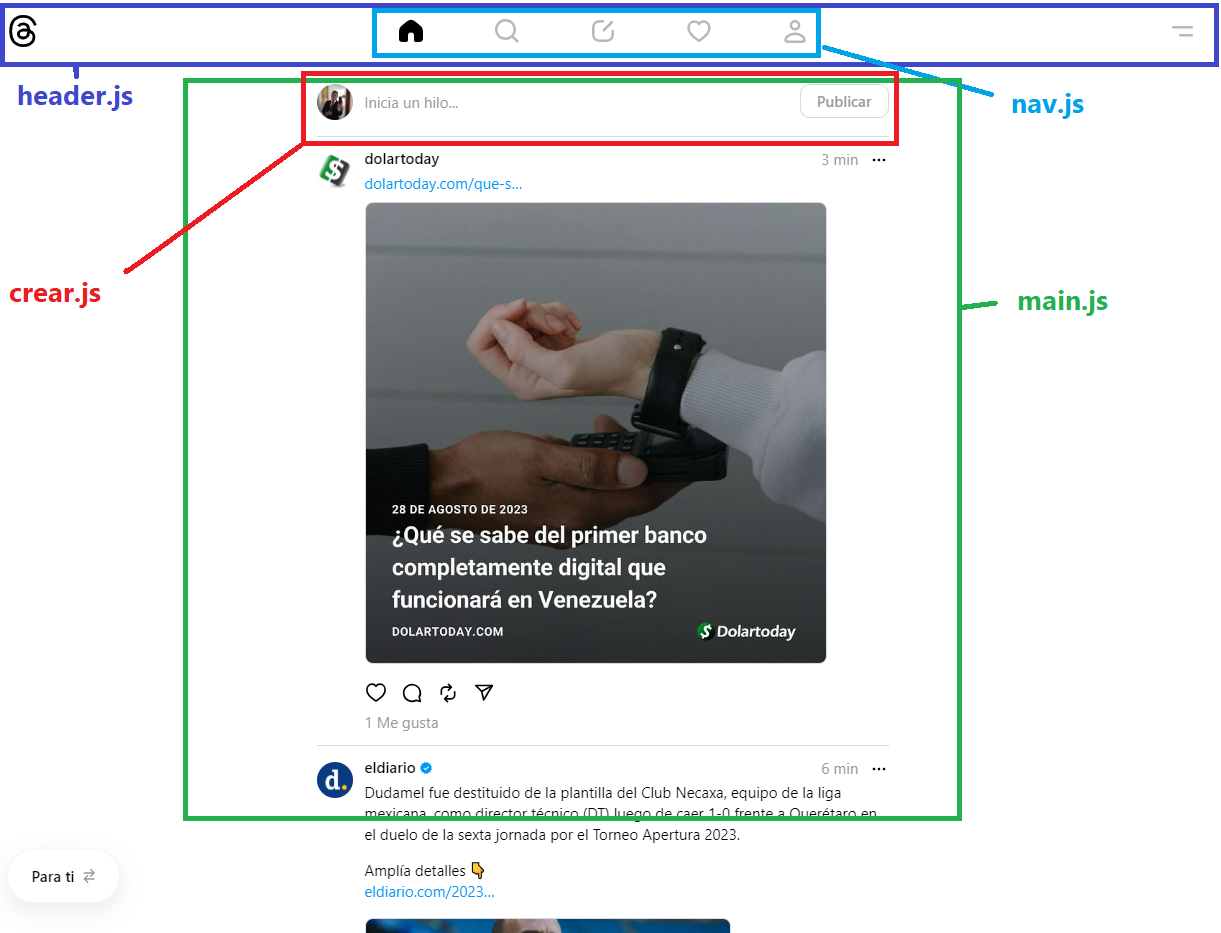 header.js
nav.js
Inicia un hilo...
Publicar
dolartoday
3 min
dolartoday.com/que-s...
crear.js
main.js
28 DE AGOSTO DE 2023
¿Qué se sabe del primer banco
completamente digital que
funcionará en Venezuela?
DOLARTODAY.COM
Dolartoday
1 Me gusta
d.
eldiario
6 min
Dudamel fue destituido de la plantilla del Club Necaxa, equipo de la liga
mexicana, como director técnico (DT) luego de caer 1-0 frente a Querétaro en
el duelo de la sexta jornada por el Torneo Apertura 2023.
Amplía detalles 👇
eldiario.com/2023...
Para ti